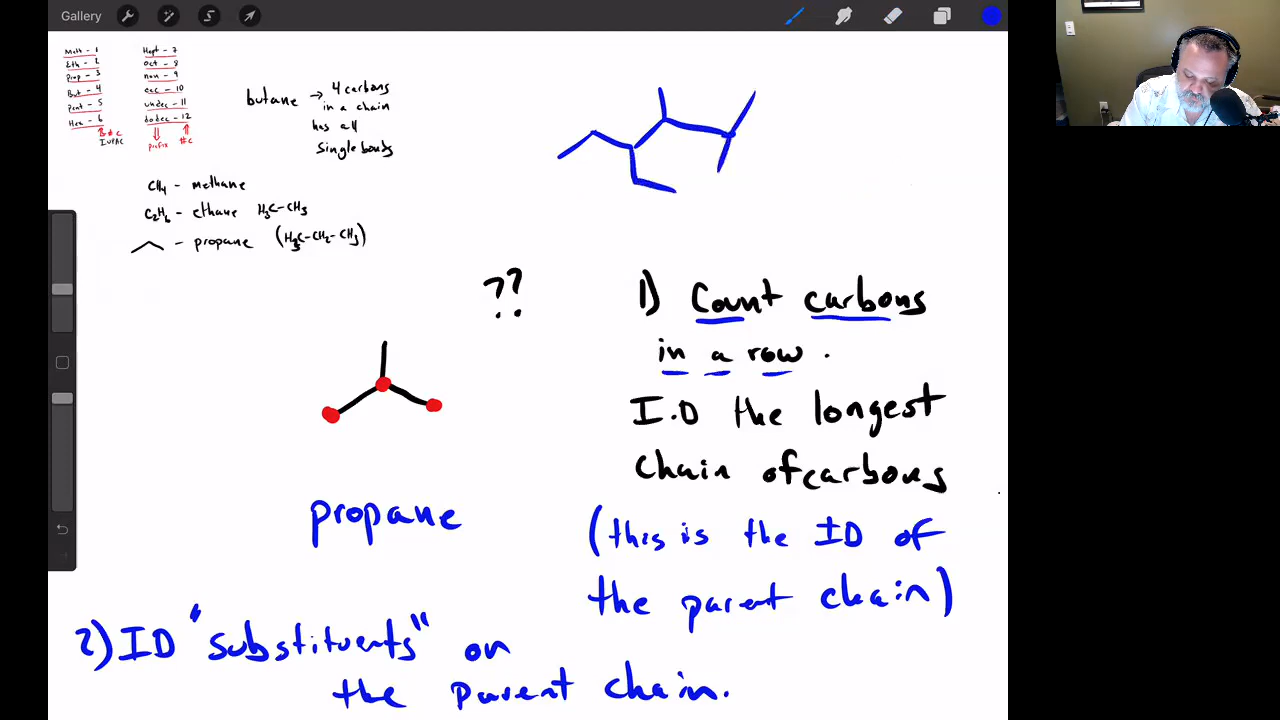 Gallery
Meth - 1
Eth - 2
Prop - 3
But - 4
Pent - 5
Hex - 6
B # C
IUPAC
Hept - 7
Oct - 8
non - 9
dec - 10
undec - 11
dodec - 12
prefix
#C
butane → 4 carbons
in a chain
has all
single bonds
CH4 - methane
C2H6 - ethane H3C-CH3
- propane (H3C-CH2-CH3)
??
1) Count carbons
in a row.
I.D the longest
chain of carbons
(this is the ID of
the parent chain)
propane
2) ID "substituents" on
the parent chain.